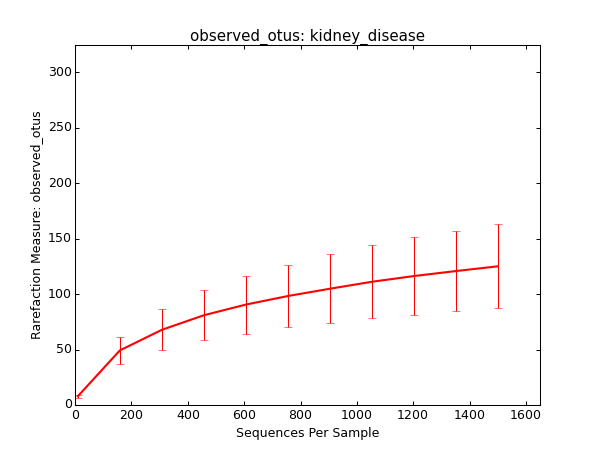 observed_otus: kidney_disease
Rarefaction Measure: observed_otus
300
250
200
150
100
50
0
0 200 400 600 800 1000 1200 1400 1600
Sequences Per Sample